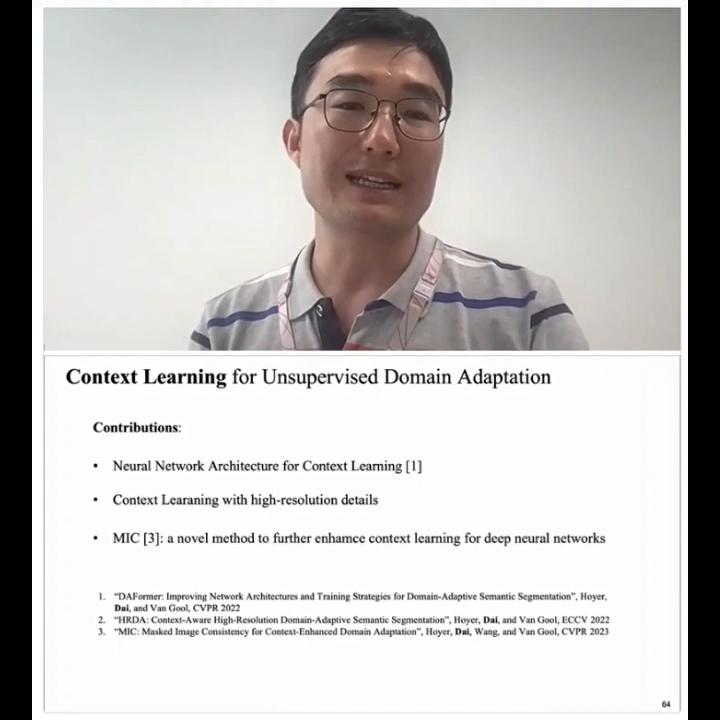 Context Learning for Unsupervised Domain Adaptation
Contributions:
• Neural Network Architecture for Context Learning [1]
• Context Learaning with high-resolution details
• MIC [3]: a novel method to further enhamce context learning for deep neural networks
1. “DAFormer: Improving Network Architectures and Training Strategies for Domain-Adaptive Semantic Segmentation”, Hoyer,
Dai, and Van Gool, CVPR 2022
2. “HRDA: Context-Aware High-Resolution Domain-Adaptive Semantic Segmentation”, Hoyer, Dai, and Van Gool, ECCV 2022
3. “MIC: Masked Image Consistency for Context-Enhanced Domain Adaptation”, Hoyer, Dai, Wang, and Van Gool, CVPR 2023
64